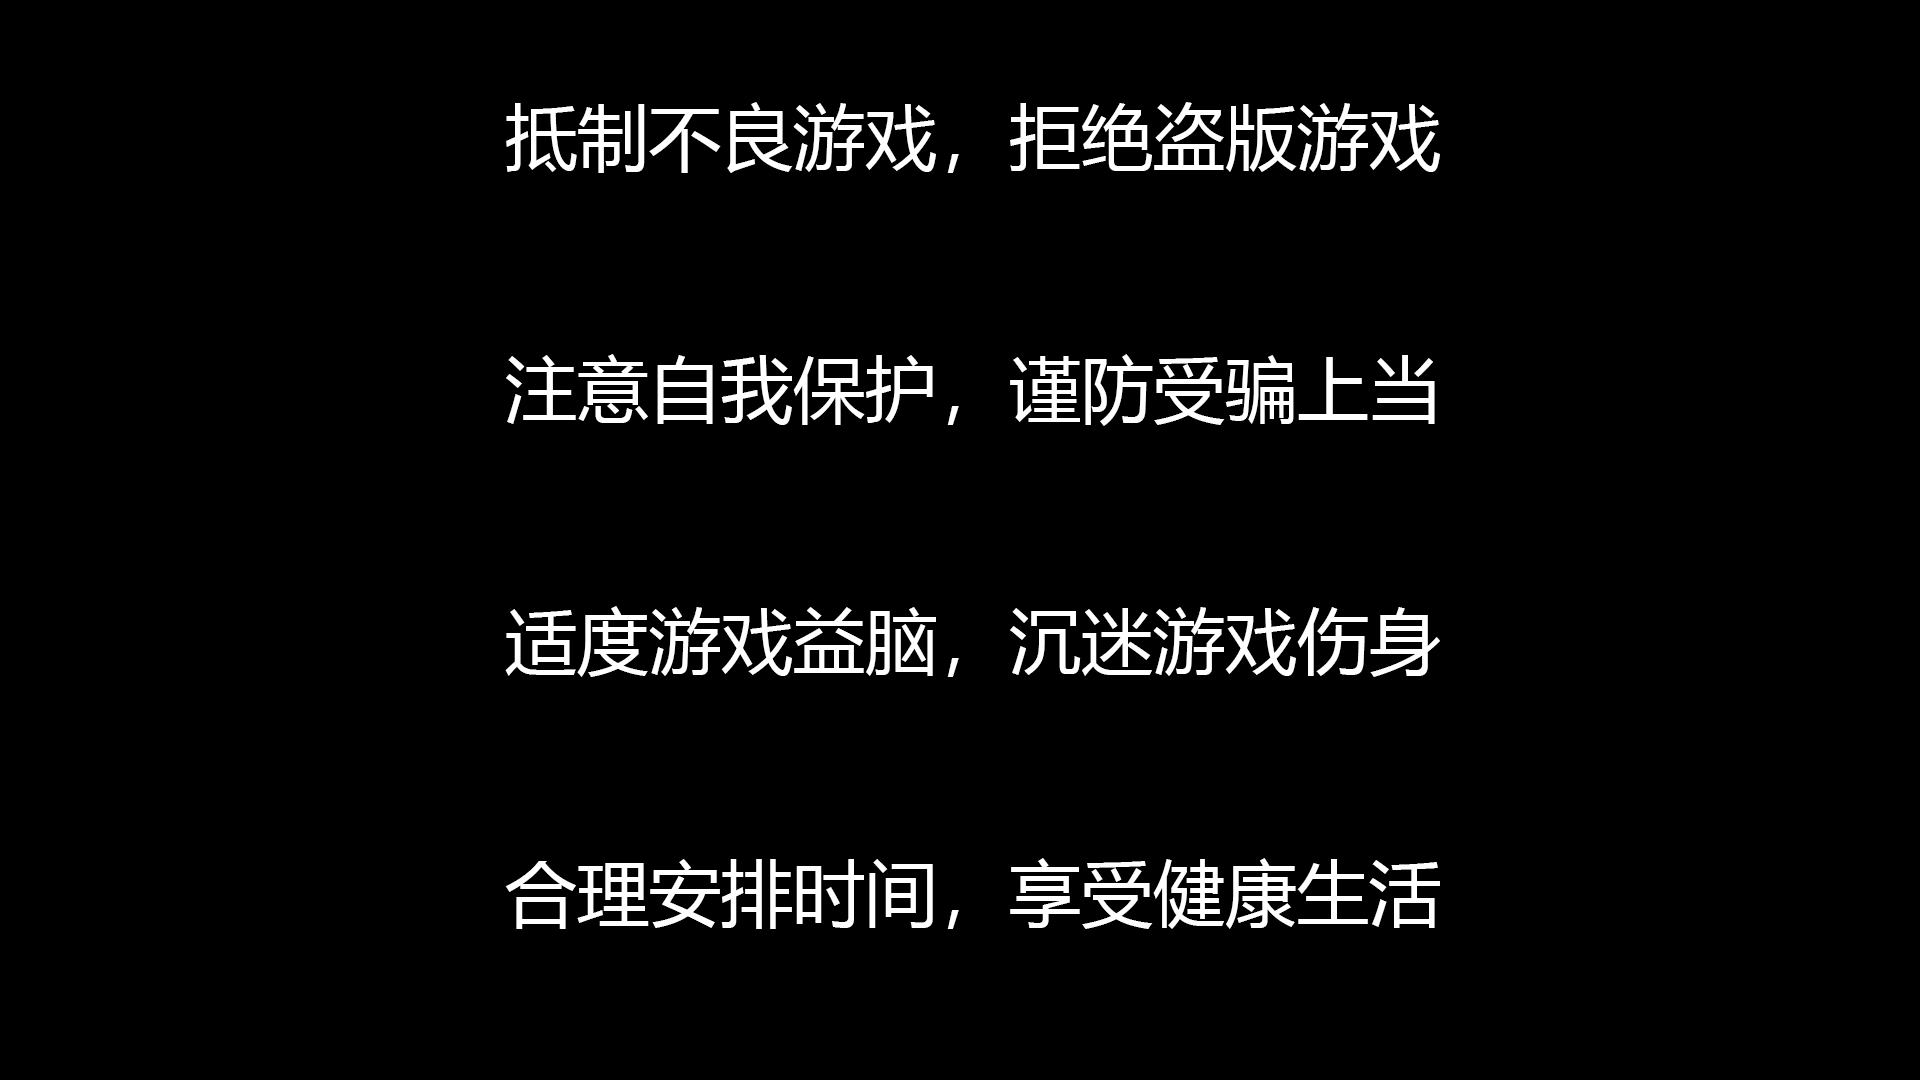 抵制不良游戏，拒绝盗版游戏
注意自我保护，谨防受骗上当
适度游戏益脑，沉迷游戏伤身
合理安排时间，享受健康生活